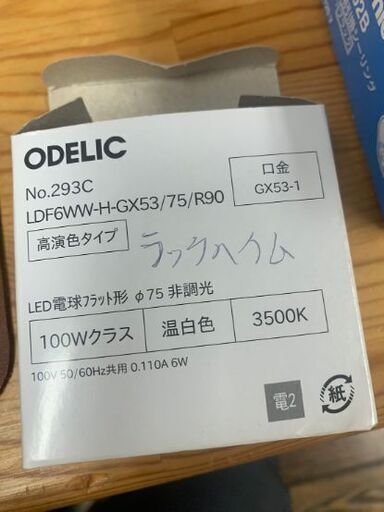 ODELIC
No.293C
口金
GX53-1
LDF6WW-H-GX53/75/R90
高演色タイプ
ラックハイム
LED電球フラット形 φ75 非調光
100Wクラス
温白色
3500K
100V 50/60Hz共用 0.110A 6W
電2
紙